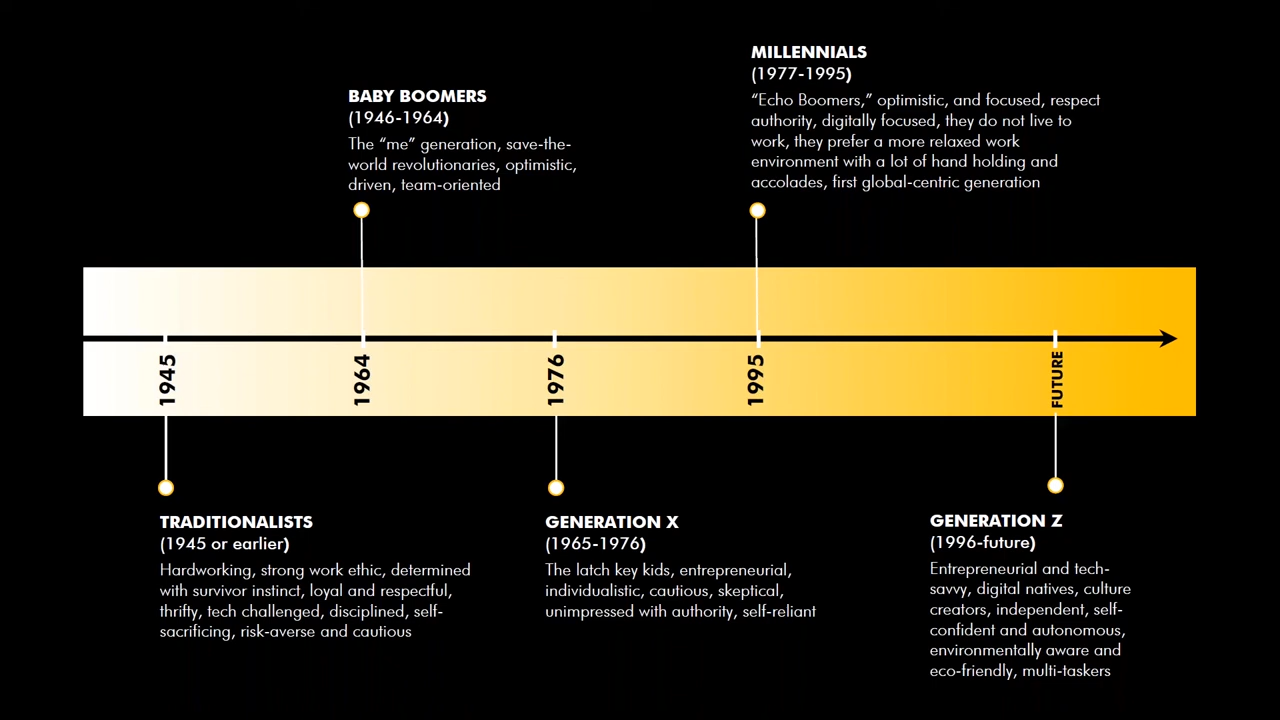 MILLENNIALS
(1977-1995)
“Echo Boomers,” optimistic, and focused, respect
authority, digitally focused, they do not live to
work, they prefer a more relaxed work
environment with a lot of hand holding and
accolades, first global-centric generation
BABY BOOMERS
(1946-1964)
The “me” generation, save-the-
world revolutionaries, optimistic,
driven, team-oriented
1945
1964
1976
1995
FUTURE
TRADITIONALISTS
(1945 or earlier)
Hardworking, strong work ethic, determined
with survivor instinct, loyal and respectful,
thrifty, tech challenged, disciplined, self-
sacrificing, risk-averse and cautious
GENERATION X
(1965-1976)
The latch key kids, entrepreneurial,
individualistic, cautious, skeptical,
unimpressed with authority, self-reliant
GENERATION Z
(1996-future)
Entrepreneurial and tech-
savvy, digital natives, culture
creators, independent, self-
confident and autonomous,
environmentally aware and
eco-friendly, multi-taskers